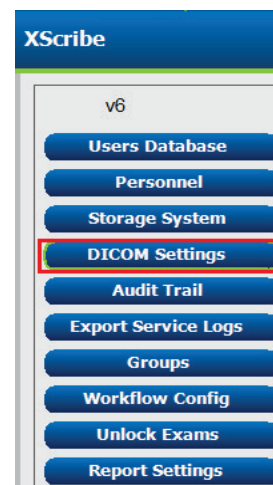 XScribe
v6
Users Database
Personnel
Storage System
DICOM Settings
Audit Trail
Export Service Logs
Groups
Workflow Config
Unlock Exams
Report Settings